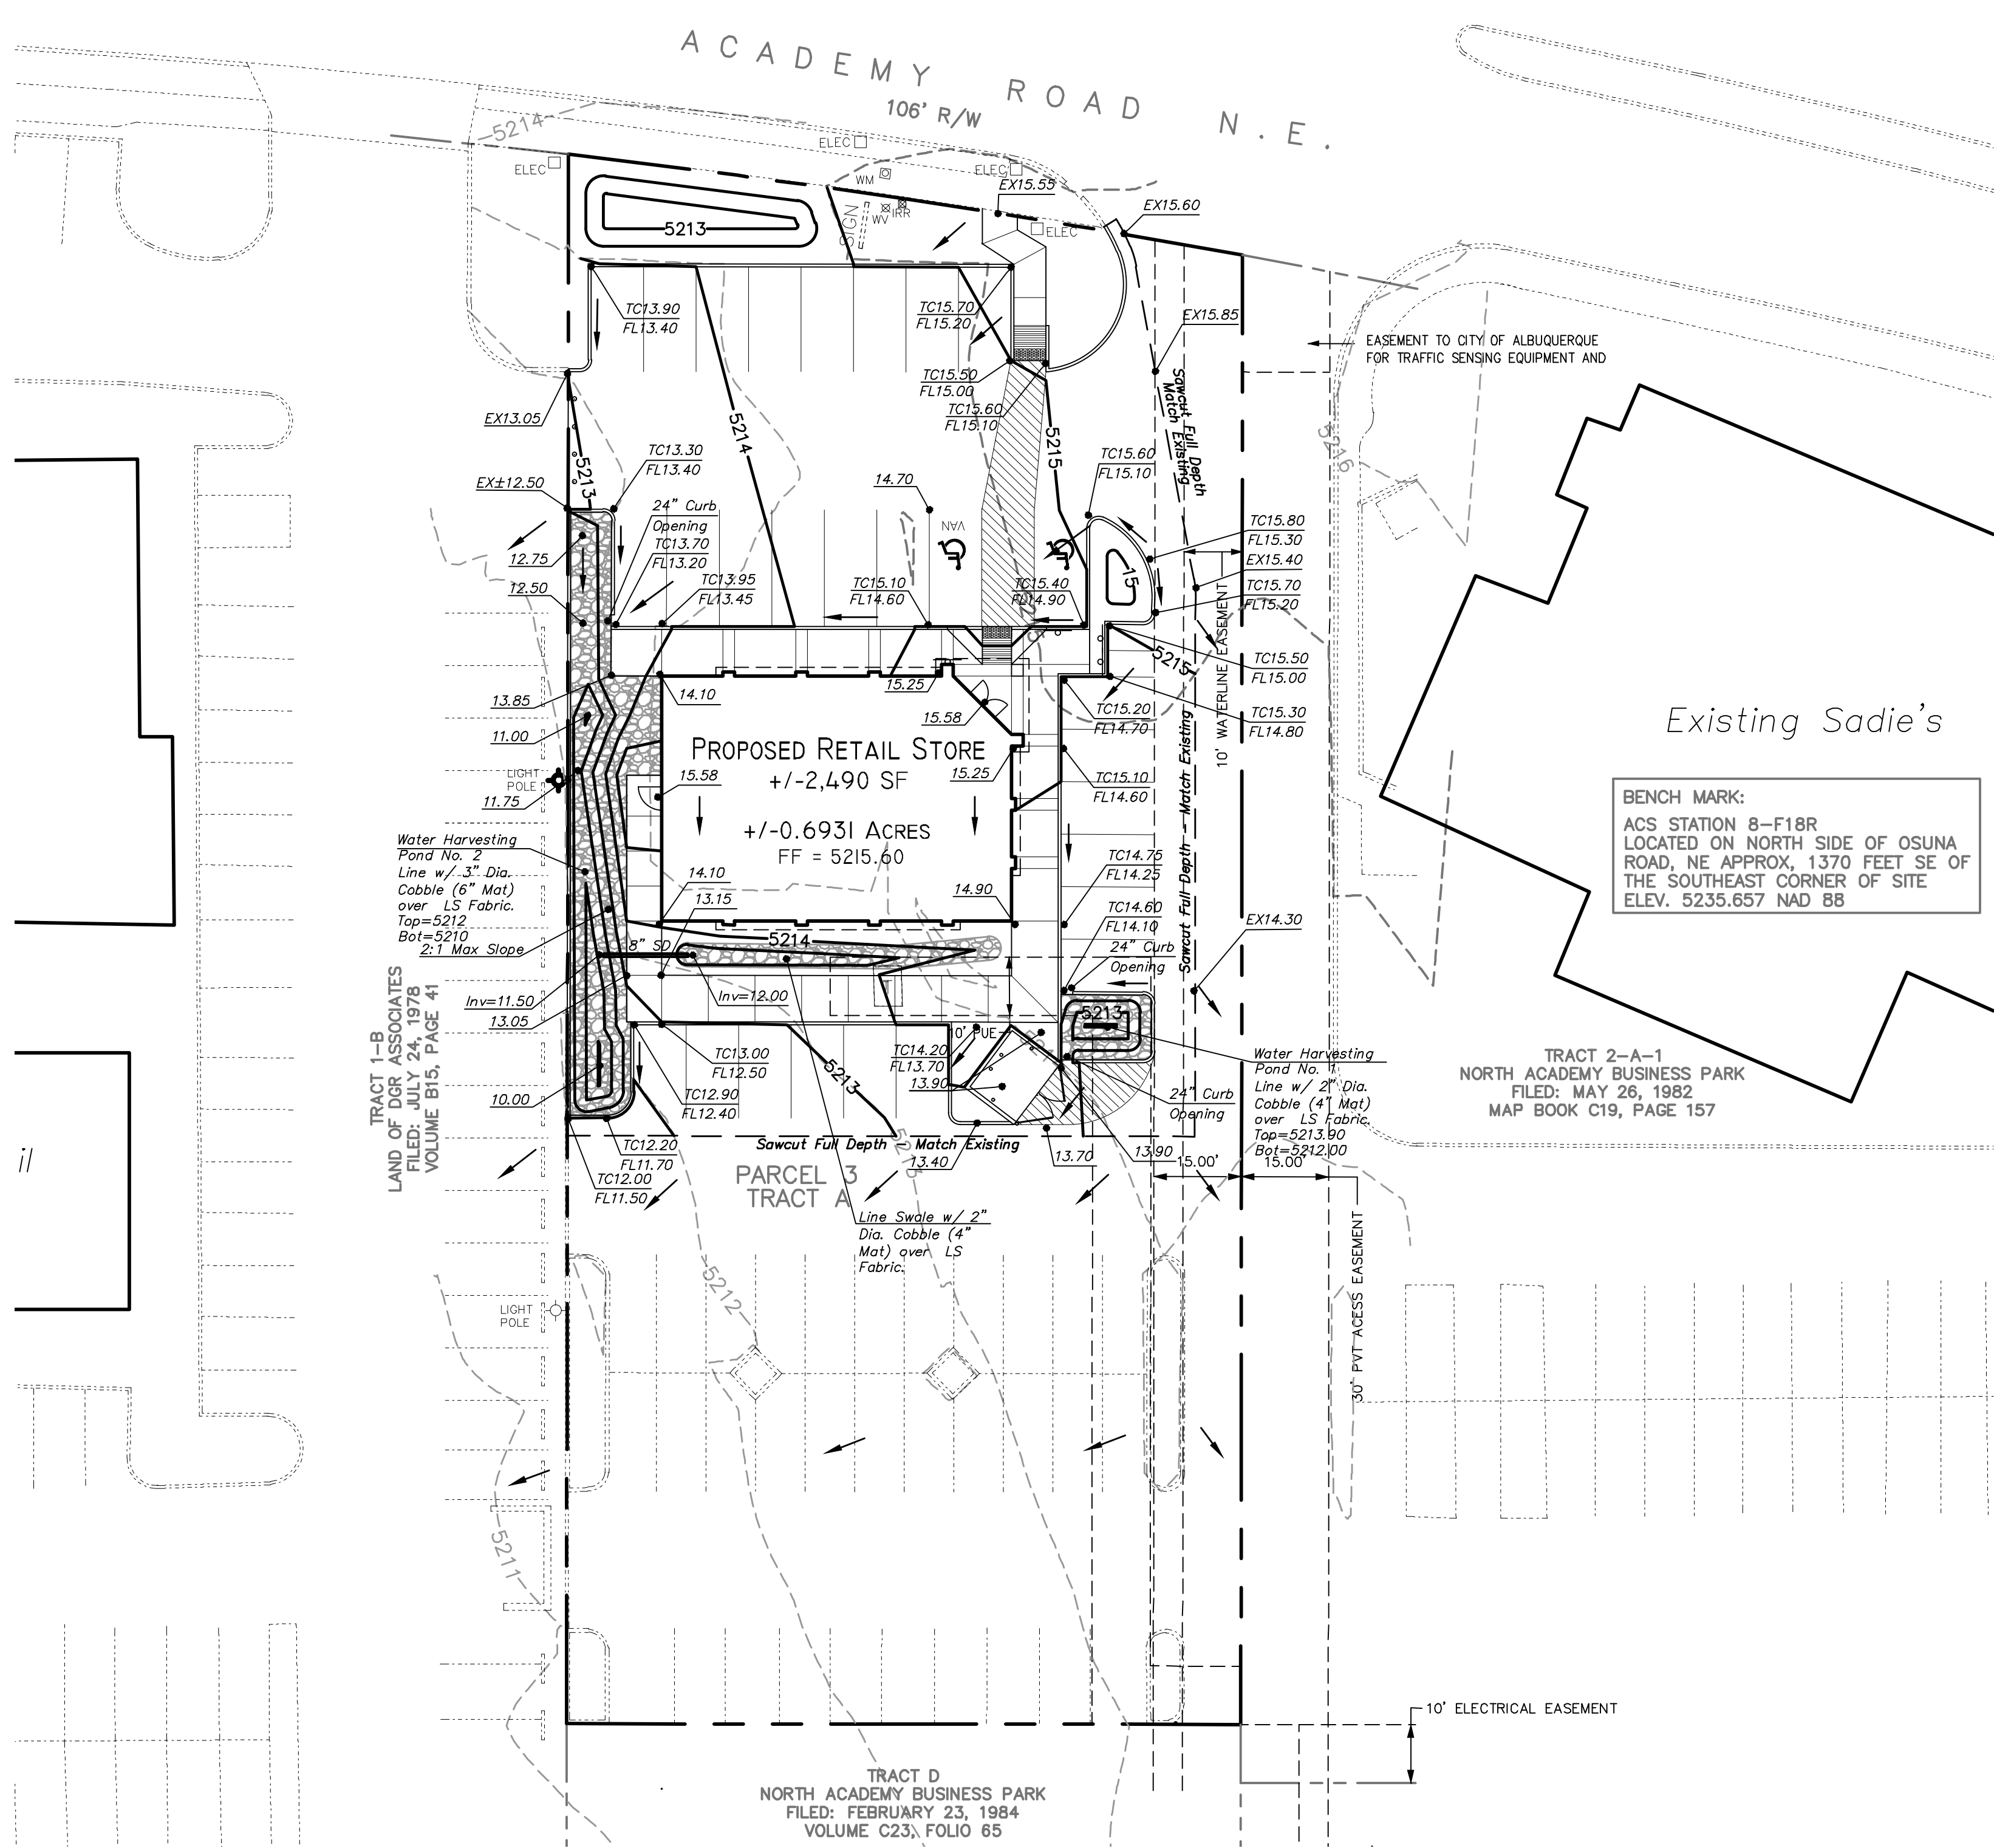 ACADEMY ROAD N.E.
106' R/W
5214
ELEC
ELEC
ELEC
WM
EX15.55
EX15.60
5213
SIGN
WV
IRR
ELEC
TC13.90
FL13.40
TC15.70
FL15.20
EX15.85
EASEMENT TO CITY OF ALBUQUERQUE
FOR TRAFFIC SENSING EQUIPMENT AND
TC15.50
FL15.00
TC15.60
FL15.10
EX13.05
5214
5215
Sawcut Full Depth
Match Existing
5216
5213
TC13.30
FL13.40
TC15.60
FL15.10
EX±12.50
14.70
24" Curb
Opening
VAN
TC13.70
FL13.20
TC15.80
FL15.30
12.75
EX15.40
12.50
TC13.95
FL13.45
TC15.10
FL14.60
TC15.40
FL14.90
15
TC15.70
FL15.20
10' WATERLINE EASEMENT
5215
TC15.50
FL15.00
13.85
14.10
15.25
TC15.20
FL14.70
TC15.30
FL14.80
15.58
11.00
Existing Sadie's
PROPOSED RETAIL STORE
+/-2,490 SF
LIGHT
POLE
15.58
15.25
TC15.10
FL14.60
11.75
+/-0.6931 ACRES
FF = 5215.60
BENCH MARK:
ACS STATION 8-F18R
LOCATED ON NORTH SIDE OF OSUNA
ROAD, NE APPROX, 1370 FEET SE OF
THE SOUTHEAST CORNER OF SITE
ELEV. 5235.657 NAD 88
Water Harvesting
Pond No. 2
Line w/ 3" Dia.
Cobble (6" Mat)
over LS Fabric.
Top=5212
Bot=5210
2:1 Max Slope
14.10
13.15
14.90
TC14.75
FL14.25
TC14.60
FL14.10
Sawcut Full Depth - Match Existing
EX14.30
8" SD
5214
24" Curb
Opening
Inv=12.00
Inv=11.50
13.05
TRACT 1-B
LAND OF DGR ASSOCIATES
FILED: JULY 24, 1978
VOLUME B15, PAGE 41
10' PUE
5213
TC13.00
FL12.50
5213
TC14.20
FL13.70
13.90
Water Harvesting
Pond No. 1
Line w/ 2" Dia.
Cobble (4" Mat)
over LS Fabric.
Top=5213.90
Bot=5212.00
TRACT 2-A-1
NORTH ACADEMY BUSINESS PARK
FILED: MAY 26, 1982
MAP BOOK C19, PAGE 157
10.00
TC12.90
FL12.40
24" Curb
Opening
TC12.20
FL11.70
Sawcut Full Depth - Match Existing
13.40
13.70
13.90
15.00'
15.00'
il
TC12.00
FL11.50
PARCEL 3
TRACT A
5213
Line Swale w/ 2"
Dia. Cobble (4"
Mat) over LS
Fabric.
5212
LIGHT
POLE
30' PVT ACESS EASEMENT
5211
10' ELECTRICAL EASEMENT
TRACT D
NORTH ACADEMY BUSINESS PARK
FILED: FEBRUARY 23, 1984
VOLUME C23, FOLIO 65